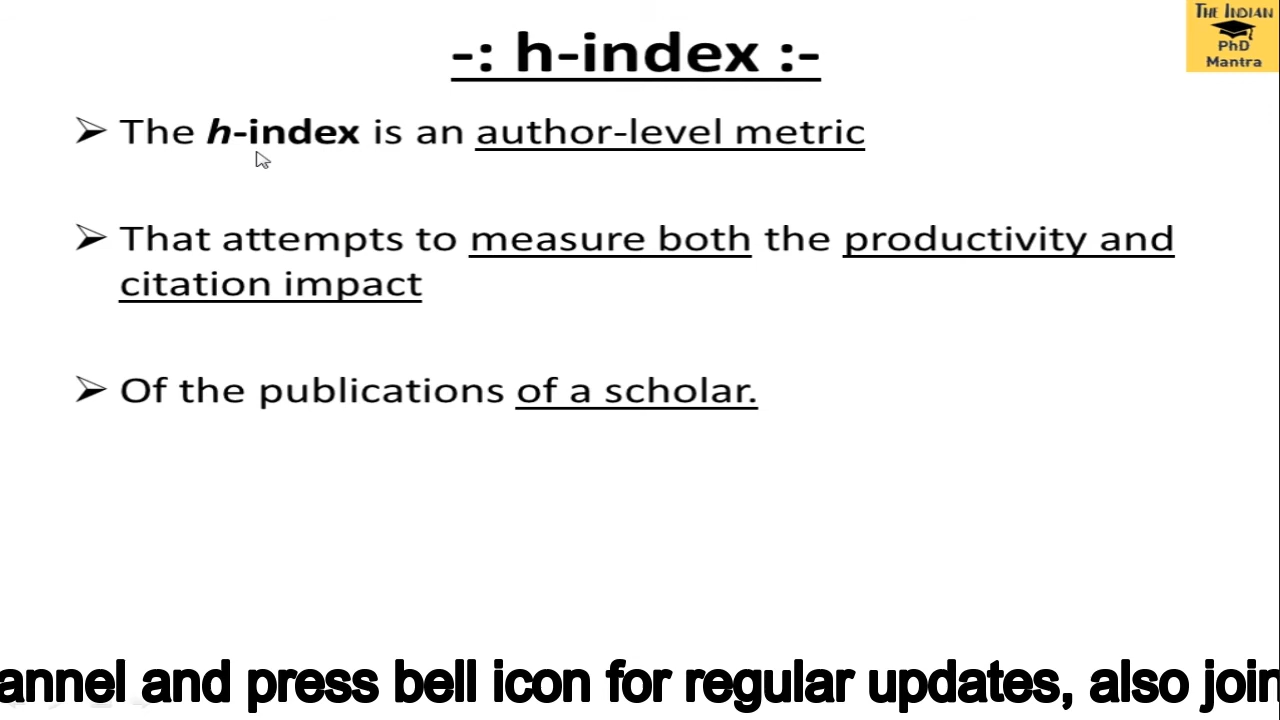 THE INDIAN
PhD
Mantra
-: h-index :-
➢ The h-index is an author-level metric
➢ That attempts to measure both the productivity and
citation impact
➢ Of the publications of a scholar.
annel and press bell icon for regular updates, also join